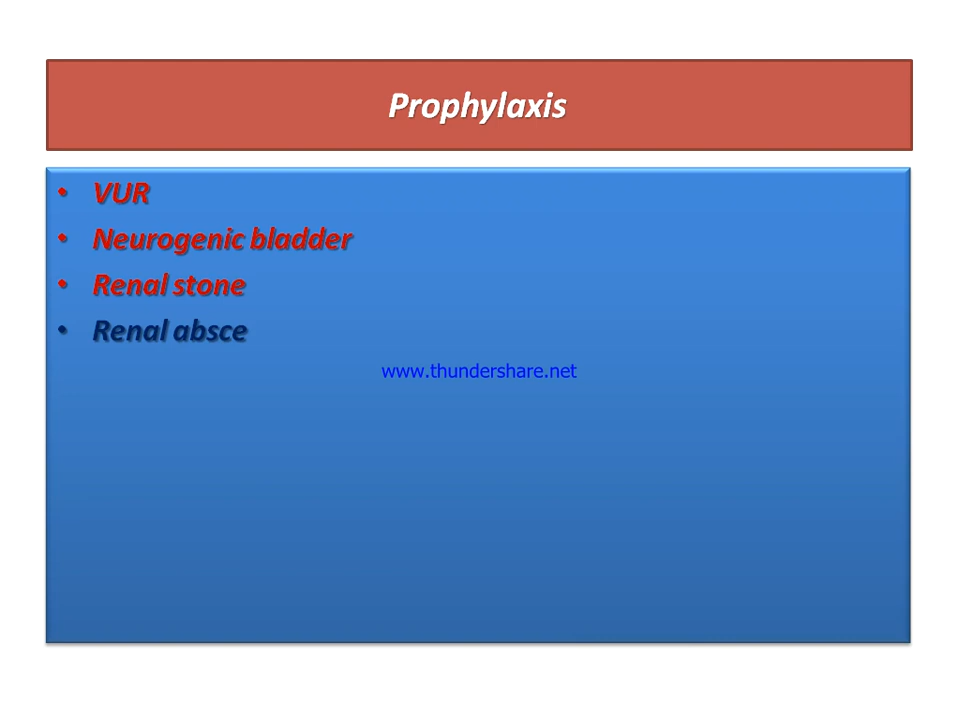 Prophylaxis
• VUR
• Neurogenic bladder
• Renal stone
• Renal absce
www.thundershare.net